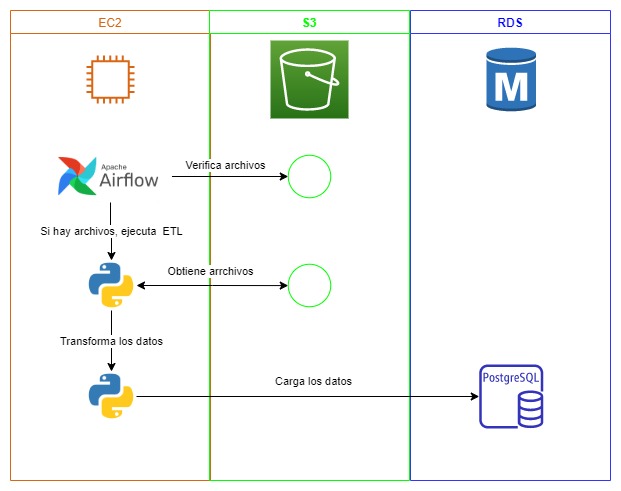 EC2
S3
RDS
M
Apache
Airflow
Verifica archivos
Si hay archivos, ejecuta ETL
Obtiene arrchivos
Transforma los datos
Carga los datos
PostgreSQL